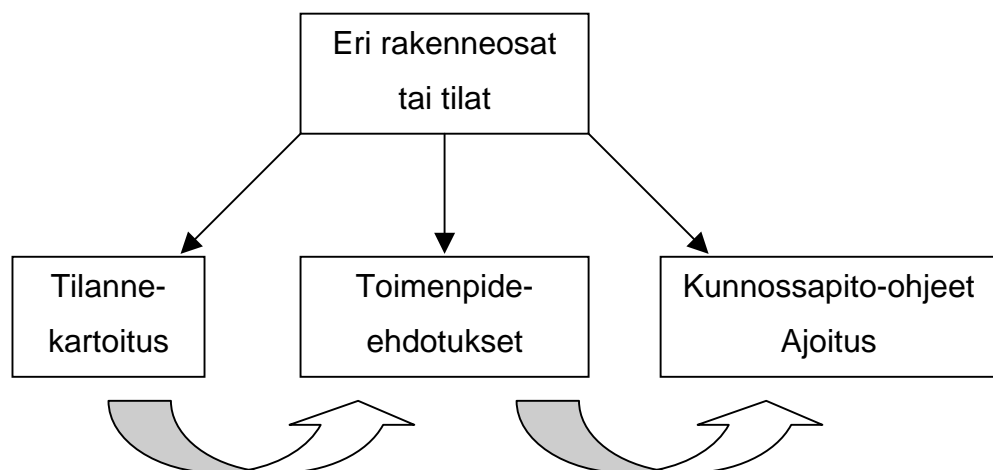 Eri rakenneosat
tai tilat
Tilanne-
kartoitus
Toimenpide-
ehdotukset
Kunnossapito-ohjeet
Ajoitus